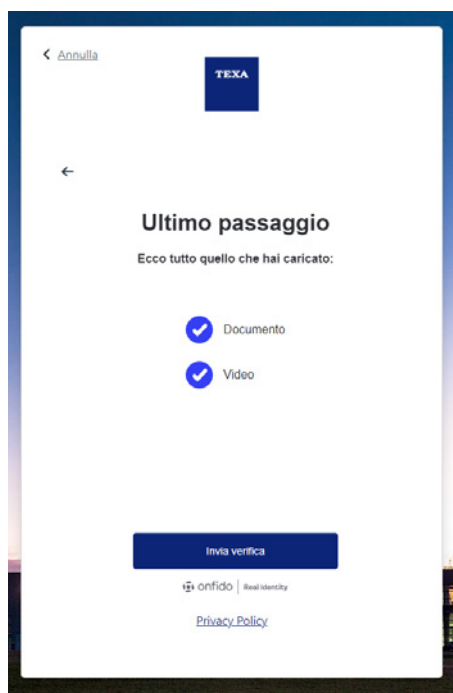 Annulla
TEXA
Ultimo passaggio
Ecco tutto quello che hai caricato:
Documento
Video
Invia verifica
onfido | Real Identity
Privacy Policy